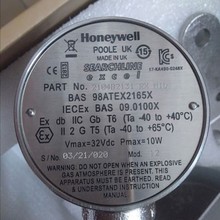 Honeywell
POOLE UK
SEARCHLINE
excel
PART No.
BAS 98ATEX2165X
IECEx BAS 09.0100X
Ex db IIC Gb T6 (Ta -40 to +40°C)
Ex II 2 G T5 (Ta -40 to +65°C)
Vmax=32Vdc Pmax=10W
S/No. 03/21/020 Mod.
WARNING: DO NOT OPEN WHEN AN EXPLOSIVE
GAS ATMOSPHERE IS PRESENT. THIS
APPARATUS MUST BE EARTHED. READ &
UNDERSTAND INSTRUCTION